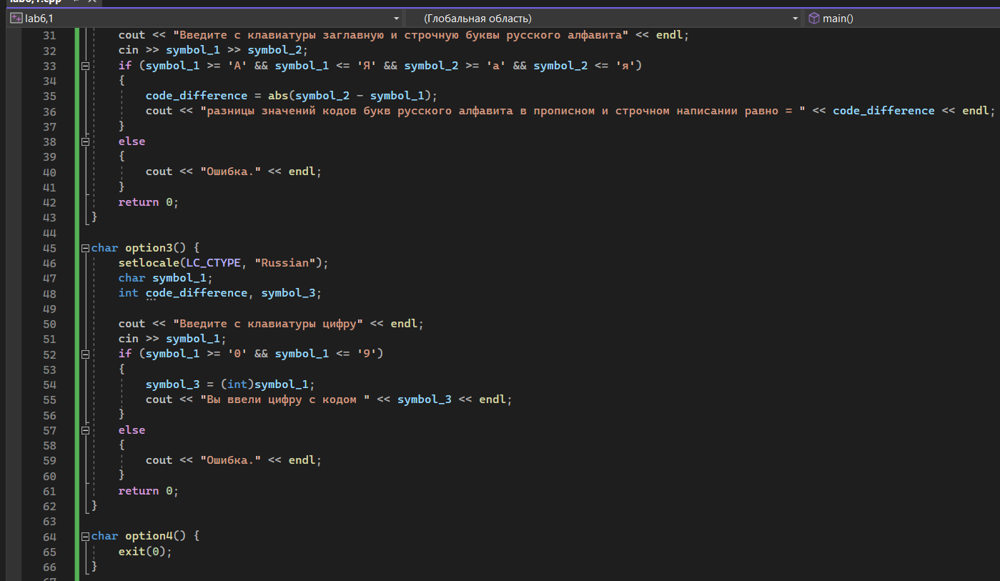 lab6,1.cpp
lab6,1 (Глобальная область) main()
31 cout << "Введите с клавиатуры заглавную и строчную буквы русского алфавита" << endl;
32 cin >> symbol_1 >> symbol_2;
33 if (symbol_1 >= 'А' && symbol_1 <= 'Я' && symbol_2 >= 'а' && symbol_2 <= 'я')
34 {
35 code_difference = abs(symbol_2 - symbol_1);
36 cout << "разницы значений кодов букв русского алфавита в прописном и строчном написании равно = " << code_difference << endl;
37 }
38 else
39 {
40 cout << "Ошибка." << endl;
41 }
42 return 0;
43 }
44
45 char option3() {
46 setlocale(LC_CTYPE, "Russian");
47 char symbol_1;
48 int code_difference, symbol_3;
49
50 cout << "Введите с клавиатуры цифру" << endl;
51 cin >> symbol_1;
52 if (symbol_1 >= '0' && symbol_1 <= '9')
53 {
54 symbol_3 = (int)symbol_1;
55 cout << "Вы ввели цифру с кодом " << symbol_3 << endl;
56 }
57 else
58 {
59 cout << "Ошибка." << endl;
60 }
61 return 0;
62 }
63
64 char option4() {
65 exit(0);
66 }
67